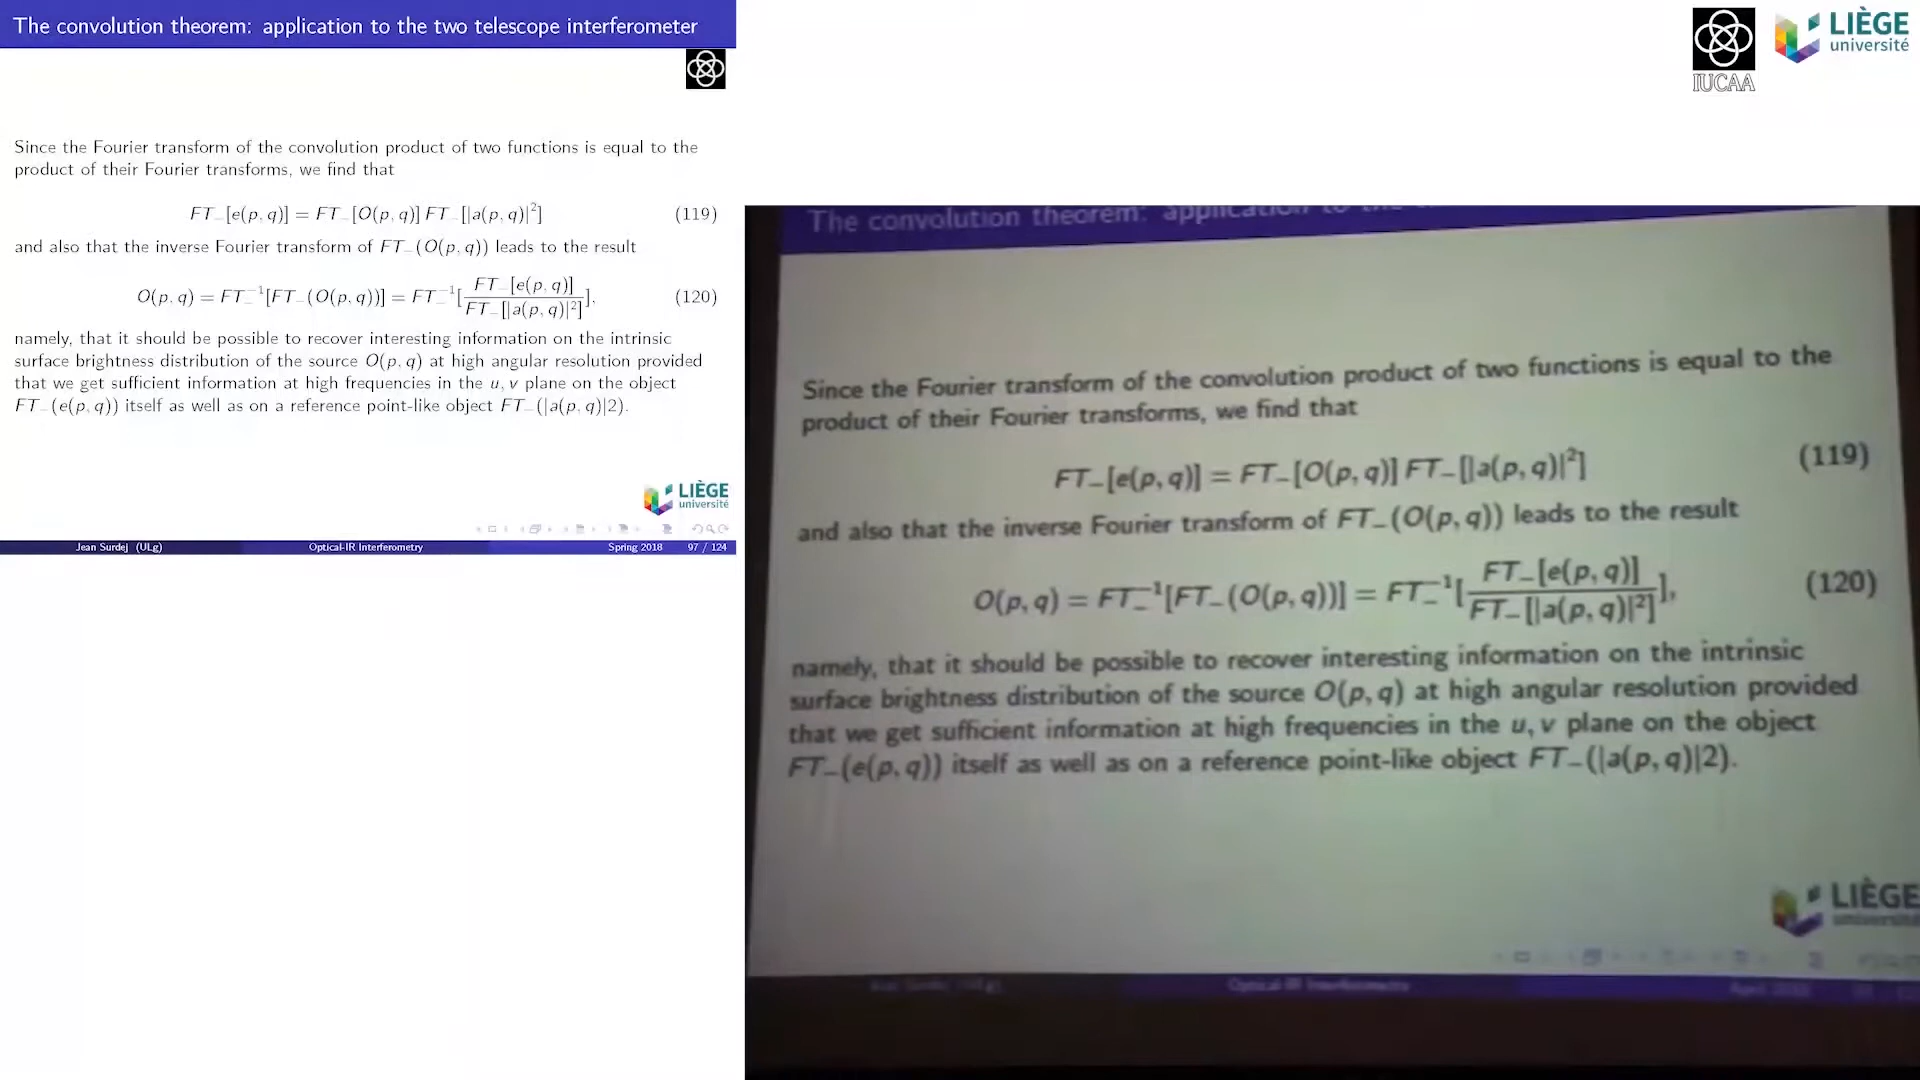 The convolution theorem: application to the two telescope interferometer
Since the Fourier transform of the convolution product of two functions is equal to the
product of their Fourier transforms, we find that
FT_[e(p, q)] = FT_[O(p, q)] FT_[|a(p, q)|²] (119)
and also that the inverse Fourier transform of FT_(O(p, q)) leads to the result
O(p, q) = FT_⁻¹[FT_(O(p, q))] = FT_⁻¹[ FT_[e(p, q)] / FT_[|a(p, q)|²] ], (120)
namely, that it should be possible to recover interesting information on the intrinsic
surface brightness distribution of the source O(p, q) at high angular resolution provided
that we get sufficient information at high frequencies in the u, v plane on the object
FT_(e(p, q)) itself as well as on a reference point-like object FT_(|a(p, q)|2).
LIÈGE
université
Jean Surdej (ULg) Optical-IR Interferometry Spring 2018 97 / 124
IUCAA
LIÈGE
université
The convolution theorem: application to the
Since the Fourier transform of the convolution product of two functions is equal to the
product of their Fourier transforms, we find that
FT_[e(p, q)] = FT_[O(p, q)] FT_[|a(p, q)|²] (119)
and also that the inverse Fourier transform of FT_(O(p, q)) leads to the result
O(p, q) = FT_⁻¹[FT_(O(p, q))] = FT_⁻¹[ FT_[e(p, q)] / FT_[|a(p, q)|²] ], (120)
namely, that it should be possible to recover interesting information on the intrinsic
surface brightness distribution of the source O(p, q) at high angular resolution provided
that we get sufficient information at high frequencies in the u, v plane on the object
FT_(e(p, q)) itself as well as on a reference point-like object FT_(|a(p, q)|2).
LIÈGE
université
Optical-IR Interferometry